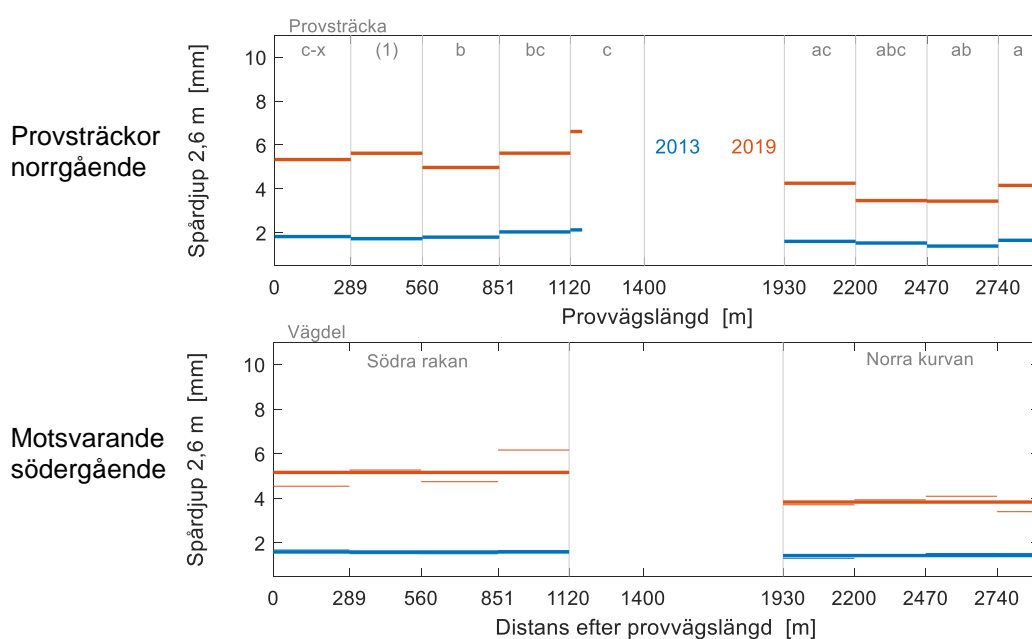 Provsträckor
norrgående
Provsträcka
c-x (1) b bc c ac abc ab a
Spårdjup 2,6 m [mm]
10
8
6
4
2
2013 2019
0 289 560 851 1120 1400 1930 2200 2470 2740
Provvägslängd [m]
Motsvarande
södergående
Vägdel
Södra rakan Norra kurvan
Spårdjup 2,6 m [mm]
10
8
6
4
2
0 289 560 851 1120 1400 1930 2200 2470 2740
Distans efter provvägslängd [m]